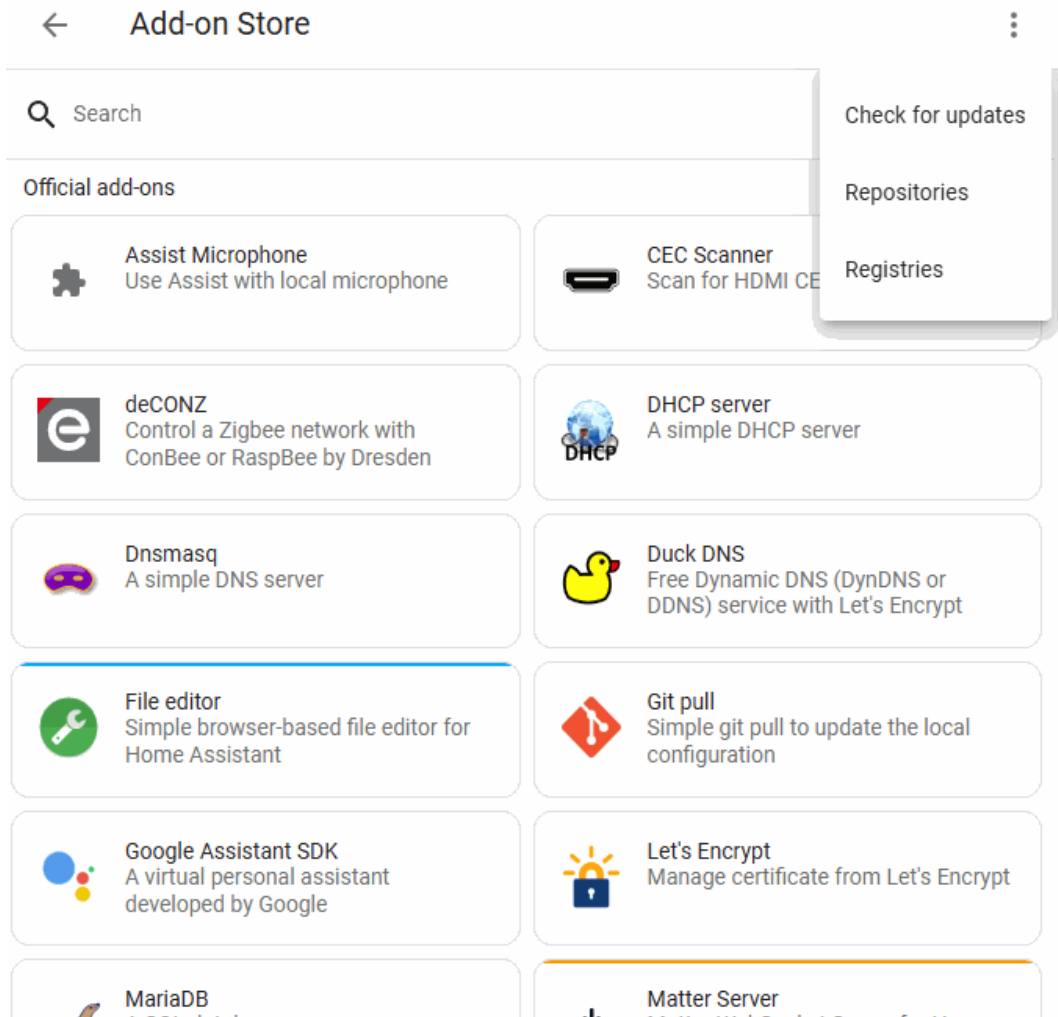 Add-on Store
Search
Check for updates
Repositories
Registries
Official add-ons
Assist Microphone
Use Assist with local microphone
CEC Scanner
Scan for HDMI CE
deCONZ
Control a Zigbee network with
ConBee or RaspBee by Dresden
DHCP
DHCP server
A simple DHCP server
Dnsmasq
A simple DNS server
Duck DNS
Free Dynamic DNS (DynDNS or
DDNS) service with Let's Encrypt
File editor
Simple browser-based file editor for
Home Assistant
Git pull
Simple git pull to update the local
configuration
Google Assistant SDK
A virtual personal assistant
developed by Google
Let's Encrypt
Manage certificate from Let's Encrypt
MariaDB
Matter Server